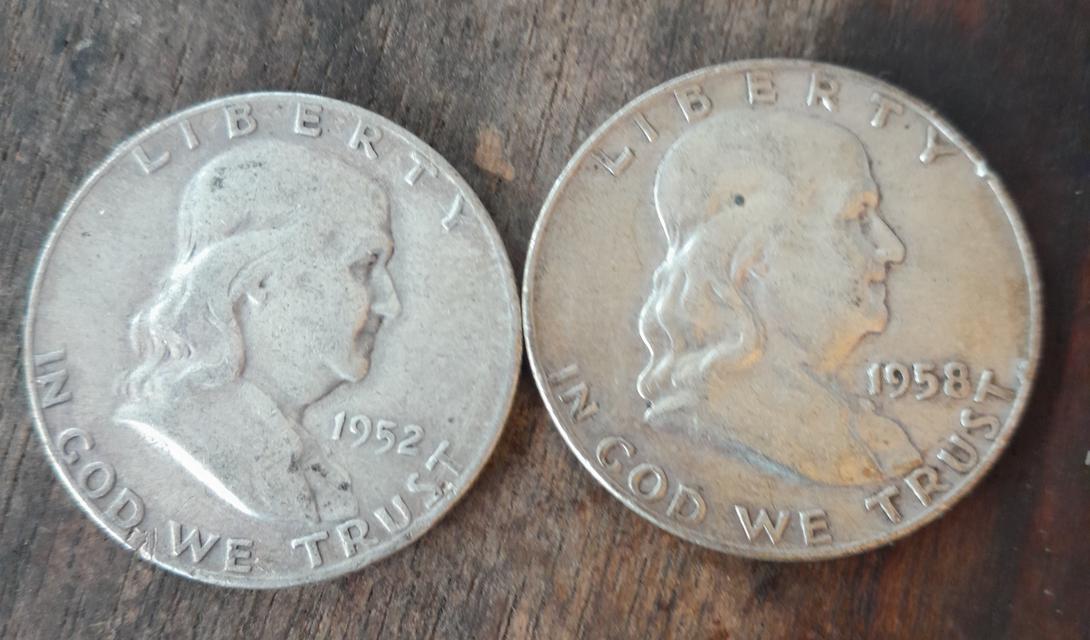 LIBERTY
1952
IN GOD WE TRUST
LIBERTY
1958
IN GOD WE TRUST